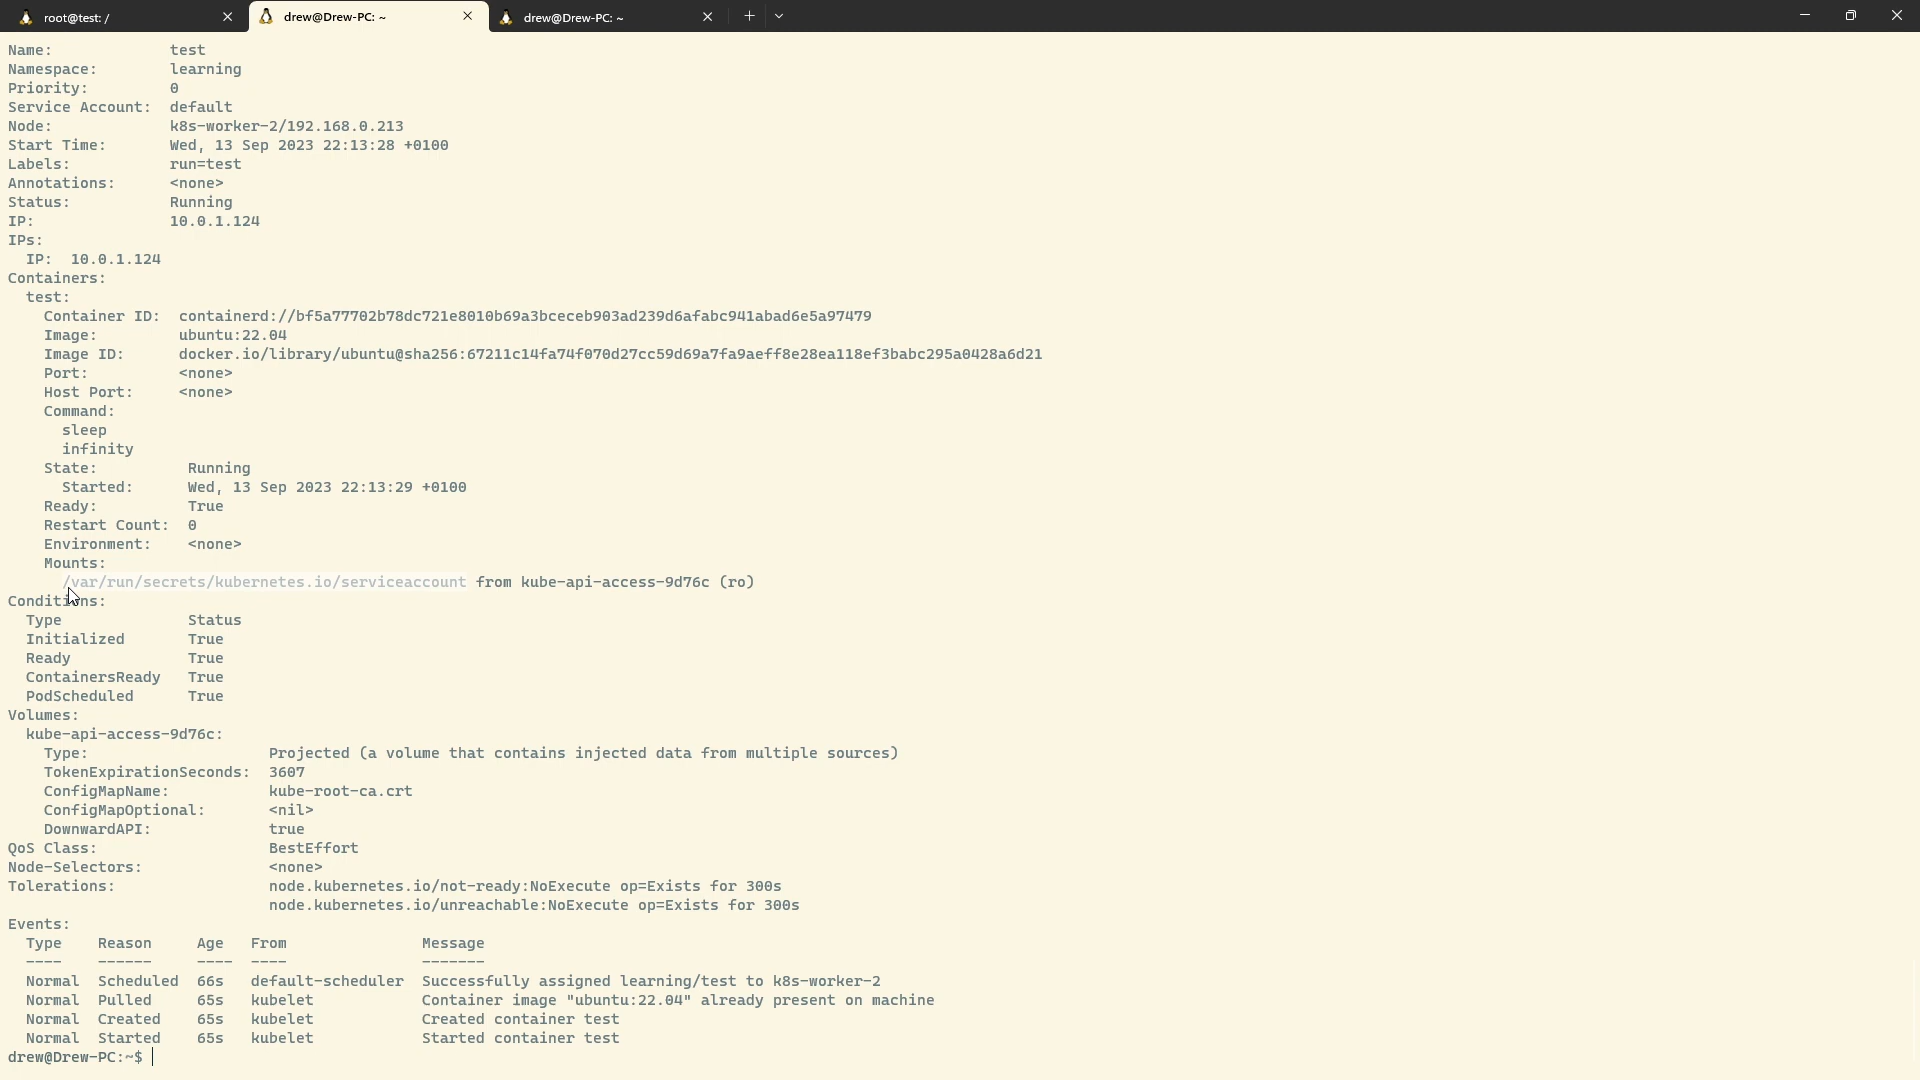 root@test: /
drew@Drew-PC: ~
drew@Drew-PC: ~
Name:             test
Namespace:        learning
Priority:         0
Service Account:  default
Node:             k8s-worker-2/192.168.0.213
Start Time:       Wed, 13 Sep 2023 22:13:28 +0100
Labels:           run=test
Annotations:      <none>
Status:           Running
IP:               10.0.1.124
IPs:
  IP:  10.0.1.124
Containers:
  test:
    Container ID:  containerd://bf5a77702b78dc721e8010b69a3bceceb903ad239d6afabc941abad6e5a97479
    Image:         ubuntu:22.04
    Image ID:      docker.io/library/ubuntu@sha256:67211c14fa74f070d27cc59d69a7fa9aeff8e28ea118ef3babc295a0428a6d21
    Port:          <none>
    Host Port:     <none>
    Command:
      sleep
      infinity
    State:          Running
      Started:      Wed, 13 Sep 2023 22:13:29 +0100
    Ready:          True
    Restart Count:  0
    Environment:    <none>
    Mounts:
      /var/run/secrets/kubernetes.io/serviceaccount from kube-api-access-9d76c (ro)
Conditions:
  Type              Status
  Initialized       True
  Ready             True
  ContainersReady   True
  PodScheduled      True
Volumes:
  kube-api-access-9d76c:
    Type:                    Projected (a volume that contains injected data from multiple sources)
    TokenExpirationSeconds:  3607
    ConfigMapName:           kube-root-ca.crt
    ConfigMapOptional:       <nil>
    DownwardAPI:             true
QoS Class:                   BestEffort
Node-Selectors:              <none>
Tolerations:                 node.kubernetes.io/not-ready:NoExecute op=Exists for 300s
                             node.kubernetes.io/unreachable:NoExecute op=Exists for 300s
Events:
  Type    Reason     Age   From               Message
  ----    ------     ----  ----               -------
  Normal  Scheduled  66s   default-scheduler  Successfully assigned learning/test to k8s-worker-2
  Normal  Pulled     65s   kubelet            Container image "ubuntu:22.04" already present on machine
  Normal  Created    65s   kubelet            Created container test
  Normal  Started    65s   kubelet            Started container test
drew@Drew-PC:~$